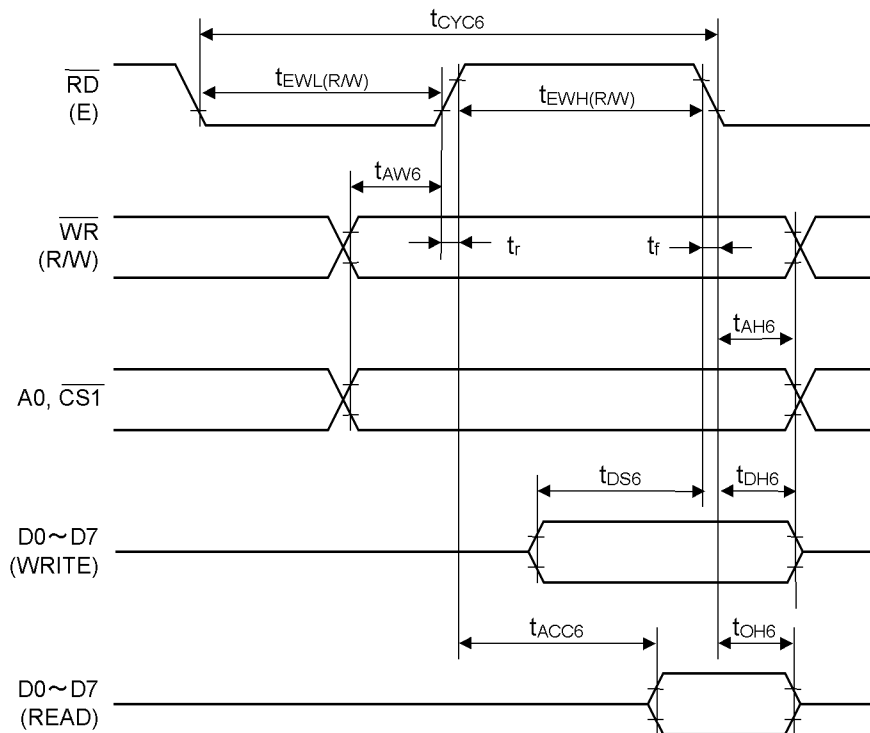 tCYC6
RD
(E)
tEWL(R/W)
tEWH(R/W)
tAW6
WR
(R/W)
tr
tf
tAH6
A0, CS1
tDS6
tDH6
D0～D7
(WRITE)
tACC6
tOH6
D0～D7
(READ)